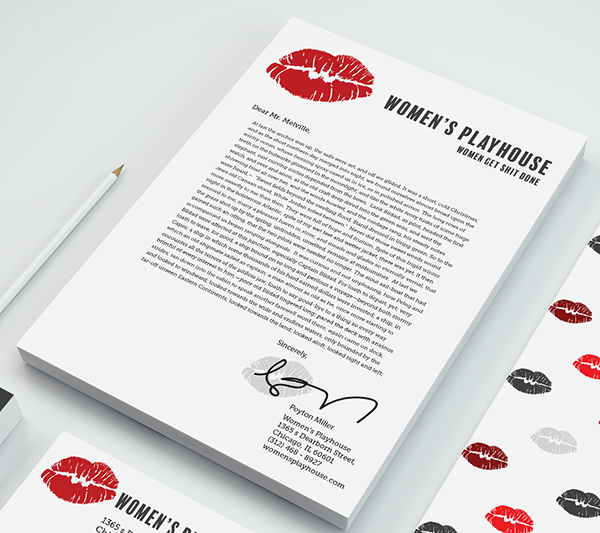 WOMEN'S PLAYHOUSE
WOMEN GET SHIT DONE
Dear Mr. Melville,
At last the anchor was up, the sails were set, and off we glided. It was a short, cold Christmas;
and as the short northern day merged into night, we found ourselves almost broad upon the
wintry ocean, whose freezing spray cased us in ice, as in polished armor. The long rows of
teeth on the bulwarks glistened in the moonlight; and like the white ivory tusks of some huge
elephant, vast curving icicles depended from the bows. Lank Bildad, as pilot, headed the first
watch, and ever and anon, as the old craft deep dived into the green seas, and sent the
shivering frost all over her, and the winds howled, and the cordage rang, his steady notes
were heard,— "Sweet fields beyond the swelling flood, Stand dressed in living green. So to the
Jews old Canaan stood, While Jordan rolled between." Never did those sweet words sound
more sweetly to me than then. They were full of hope and fruition. Spite of this frigid winter
night in the boisterous Atlantic, spite of my wet feet and wetter jacket, there was yet, it then
seemed to me, many a pleasant haven in store; and meads and glades so eternally vernal, that
the grass shot up by the spring, untrodden, unwilted, remains at midsummer. At last we
gained such an offing, that the two pilots were needed no longer. The stout sail-boat that had
accompanied us began ranging alongside. It was curious and not unpleasing, how Peleg and
Bildad were affected at this juncture, especially Captain Bildad. For loath to depart, yet; very
loath to leave, for good, a ship bound on so long and perilous a voyage—beyond both stormy
Capes; a ship in which some thousands of his hard earned dollars were invested; a ship, in
which an old shipmate sailed as captain; a man almost as old as he, once more starting to
encounter all the terrors of the pitiless jaw; loath to say good-bye to a thing so every way
brimful of every interest to him,—poor old Bildad lingered long; paced the deck with anxious
strides; ran down into the cabin to speak another farewell word there; again came on deck,
and looked to windward; looked towards the wide and endless waters, only bounded by the
far-off unseen Eastern Continents; looked towards the land; looked aloft; looked right and left;
Sincerely,
Peyton Miller
Women's Playhouse
1365 s Dearborn Street,
Chicago, IL 60601
(312) 468 - 8927
womensplayhouse.com
WOMEN'S PLAYHOUSE
1365 s Dearborn